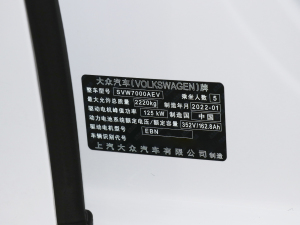 大众汽车(VOLKSWAGEN)牌
整车型号 SVW7000AEV 乘坐人数 5
最大允许总质量 2220kg 制造年月 2022-01
驱动电机峰值功率 125 kW 制造国 中国
动力电池系统额定电压/额定容量 352V/162.8Ah
驱动电机型号 EBN
车辆识别代号
上汽大众汽车有限公司 制造